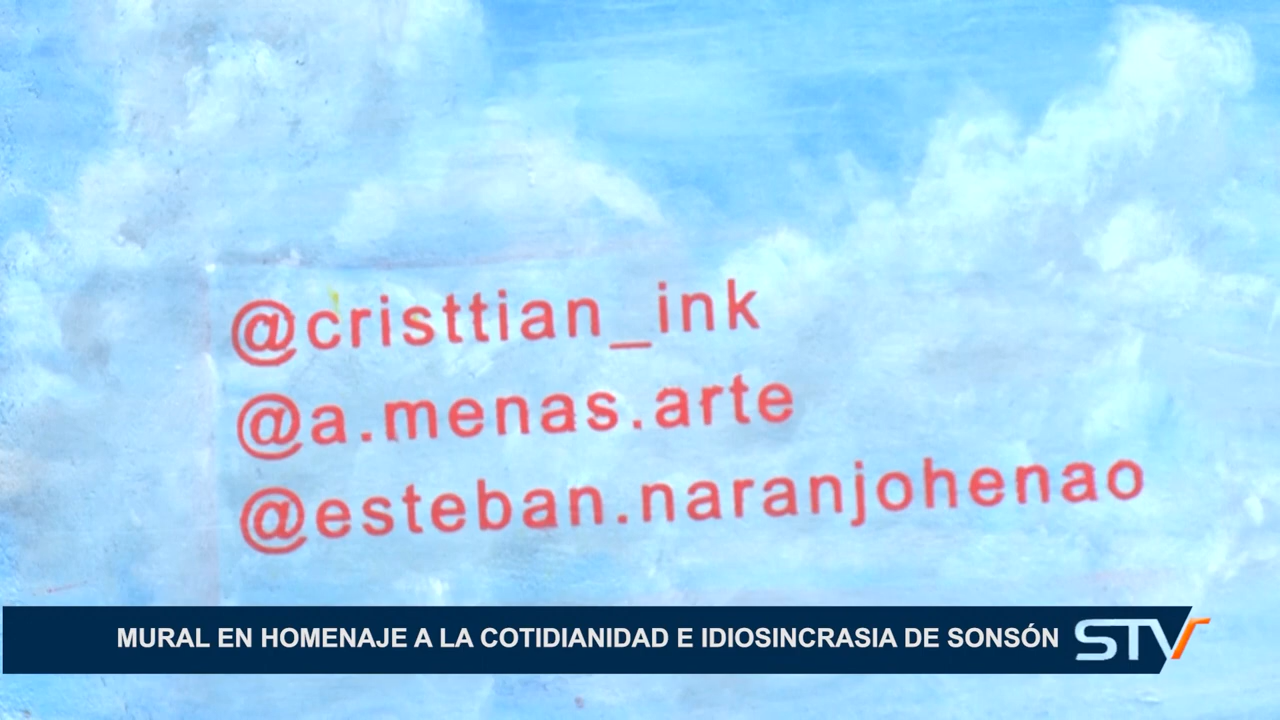 @cristtian_ink
@a.menas.arte
@esteban.naranjohenao
MURAL EN HOMENAJE A LA COTIDIANIDAD E IDIOSINCRASIA DE SONSÓN
STV